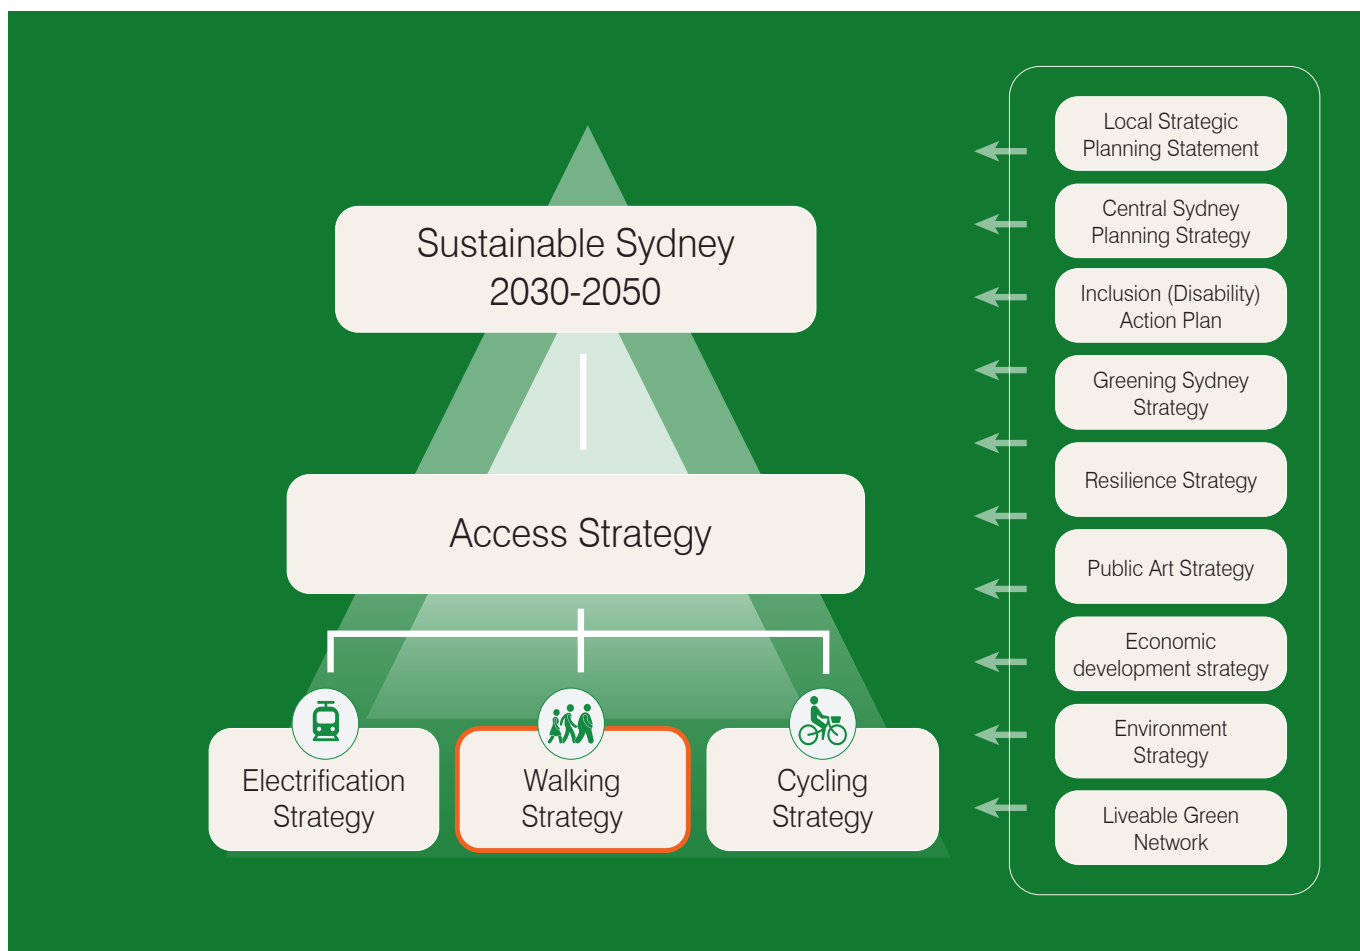 Sustainable Sydney
2030-2050
Access Strategy
Electrification
Strategy
Walking
Strategy
Cycling
Strategy
Local Strategic
Planning Statement
Central Sydney
Planning Strategy
Inclusion (Disability)
Action Plan
Greening Sydney
Strategy
Resilience Strategy
Public Art Strategy
Economic
development strategy
Environment
Strategy
Liveable Green
Network